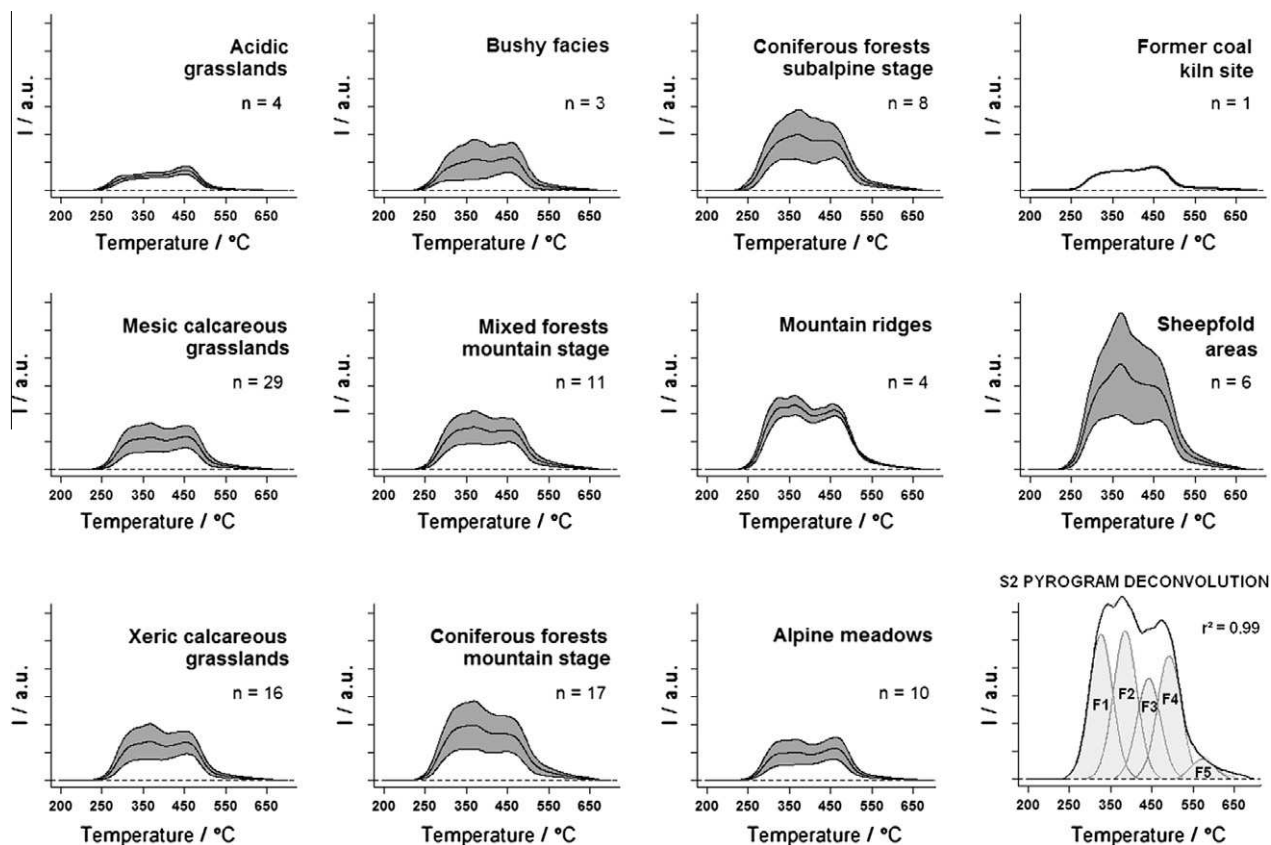 Acidic
grasslands
n = 4
I / a.u.
200 250 350 450 550 650
Temperature / °C
Bushy facies
n = 3
I / a.u.
200 250 350 450 550 650
Temperature / °C
Coniferous forests
subalpine stage
n = 8
I / a.u.
200 250 350 450 550 650
Temperature / °C
Former coal
kiln site
n = 1
I / a.u.
200 250 350 450 550 650
Temperature / °C
Mesic calcareous
grasslands
n = 29
I / a.u.
200 250 350 450 550 650
Temperature / °C
Mixed forests
mountain stage
n = 11
I / a.u.
200 250 350 450 550 650
Temperature / °C
Mountain ridges
n = 4
I / a.u.
200 250 350 450 550 650
Temperature / °C
Sheepfold
areas
n = 6
I / a.u.
200 250 350 450 550 650
Temperature / °C
Xeric calcareous
grasslands
n = 16
I / a.u.
200 250 350 450 550 650
Temperature / °C
Coniferous forests
mountain stage
n = 17
I / a.u.
200 250 350 450 550 650
Temperature / °C
Alpine meadows
n = 10
I / a.u.
200 250 350 450 550 650
Temperature / °C
S2 PYROGRAM DECONVOLUTION
r² = 0.99
F1 F2 F3 F4 F5
I / a.u.
200 250 350 450 550 650
Temperature / °C